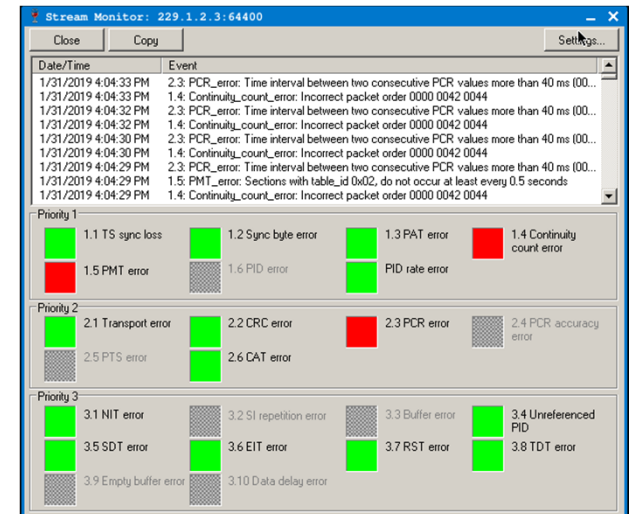 Stream Monitor: 229.1.2.3:64400
Close Copy Settings...
Date/Time Event
1/31/2019 4:04:33 PM 2.3: PCR_error: Time interval between two consecutive PCR values more than 40 ms (00...
1/31/2019 4:04:33 PM 1.4: Continuity_count_error: Incorrect packet order 0000 0042 0044
1/31/2019 4:04:32 PM 2.3: PCR_error: Time interval between two consecutive PCR values more than 40 ms (00...
1/31/2019 4:04:32 PM 1.4: Continuity_count_error: Incorrect packet order 0000 0042 0044
1/31/2019 4:04:30 PM 2.3: PCR_error: Time interval between two consecutive PCR values more than 40 ms (00...
1/31/2019 4:04:30 PM 1.4: Continuity_count_error: Incorrect packet order 0000 0042 0044
1/31/2019 4:04:29 PM 2.3: PCR_error: Time interval between two consecutive PCR values more than 40 ms (00...
1/31/2019 4:04:29 PM 1.5: PMT_error: Sections with table_id 0x02, do not occur at least every 0.5 seconds
1/31/2019 4:04:29 PM 1.4: Continuity_count_error: Incorrect packet order 0000 0042 0044
Priority 1
1.1 TS sync loss 1.2 Sync byte error 1.3 PAT error 1.4 Continuity
count error
1.5 PMT error 1.6 PID error PID rate error
Priority 2
2.1 Transport error 2.2 CRC error 2.3 PCR error 2.4 PCR accuracy
error
2.5 PTS error 2.6 CAT error
Priority 3
3.1 NIT error 3.2 SI repetition error 3.3 Buffer error 3.4 Unreferenced
PID
3.5 SDT error 3.6 EIT error 3.7 RST error 3.8 TDT error
3.9 Empty buffer error 3.10 Data delay error